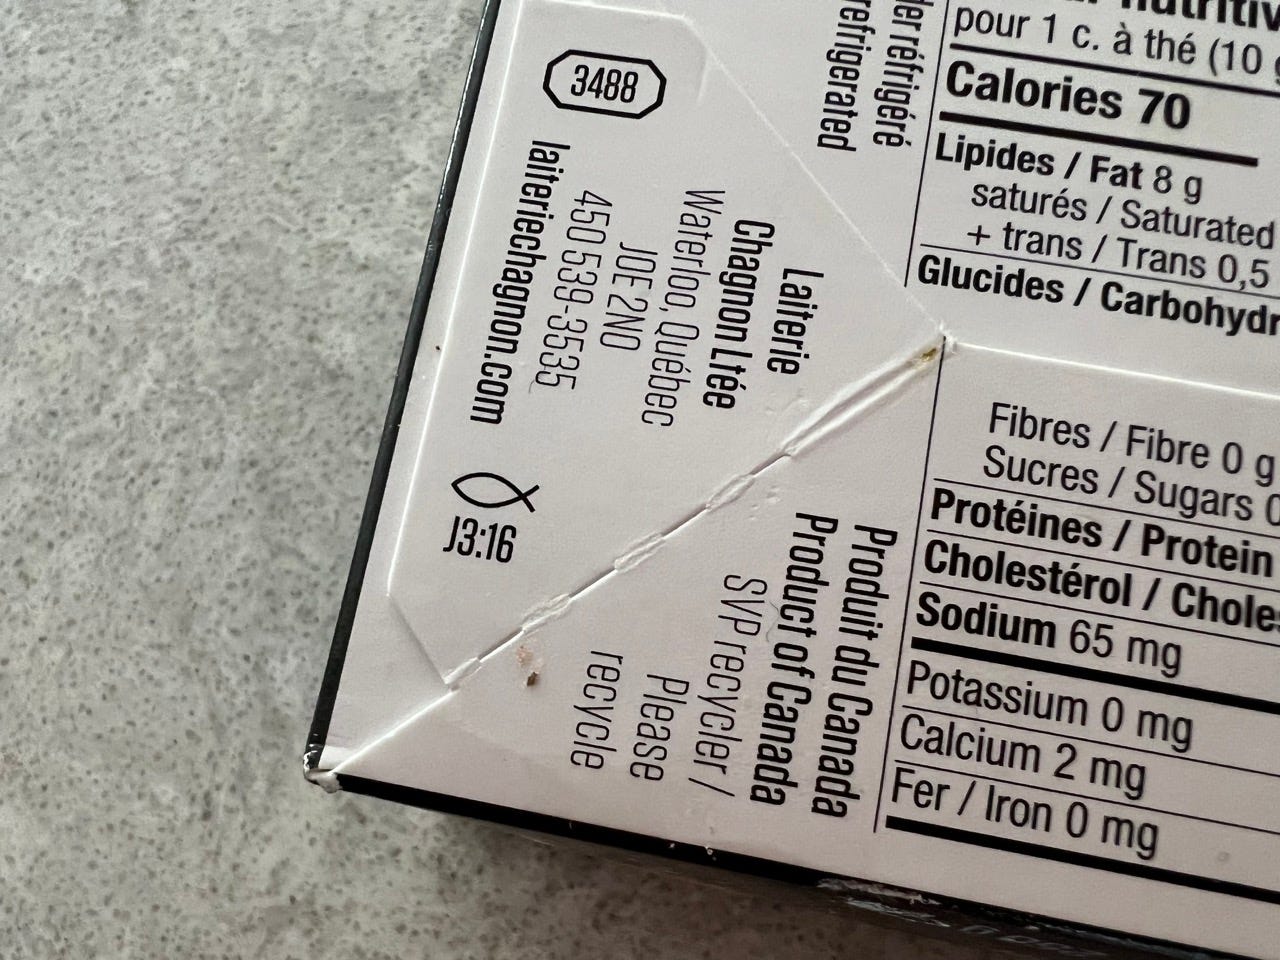 3488
Laiterie
Chagnon Ltée
Waterloo, Québec
J0E 2N0
450 539-3535
laiteriechagnon.com
J3:16
réfrigéré
refrigerated
Produit du Canada
Product of Canada
SVP recycler /
Please
recycle
pour 1 c. à thé (10
Calories 70
Lipides / Fat 8 g
saturés / Saturated
+ trans / Trans 0,5
Glucides / Carbohydr
Fibres / Fibre 0 g
Sucres / Sugars 0
Protéines / Protein
Cholestérol / Choles
Sodium 65 mg
Potassium 0 mg
Calcium 2 mg
Fer / Iron 0 mg